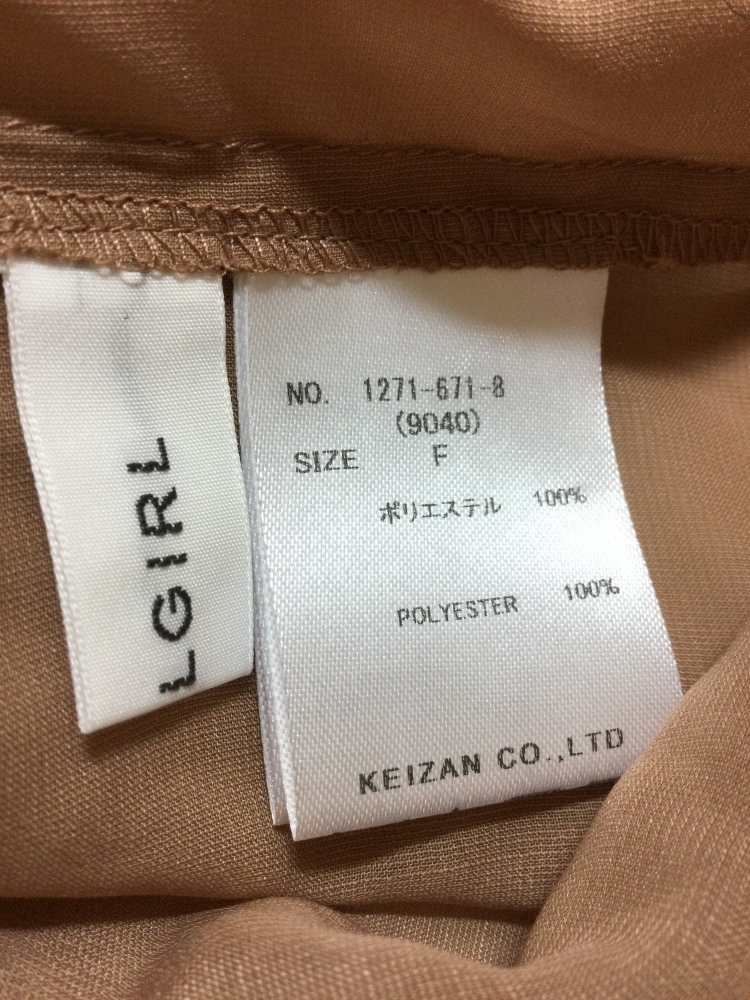 LGIRL
NO. 1271-671-8
(9040)
SIZE F
ポリエステル 100%
POLYESTER 100%
KEIZAN CO.,LTD